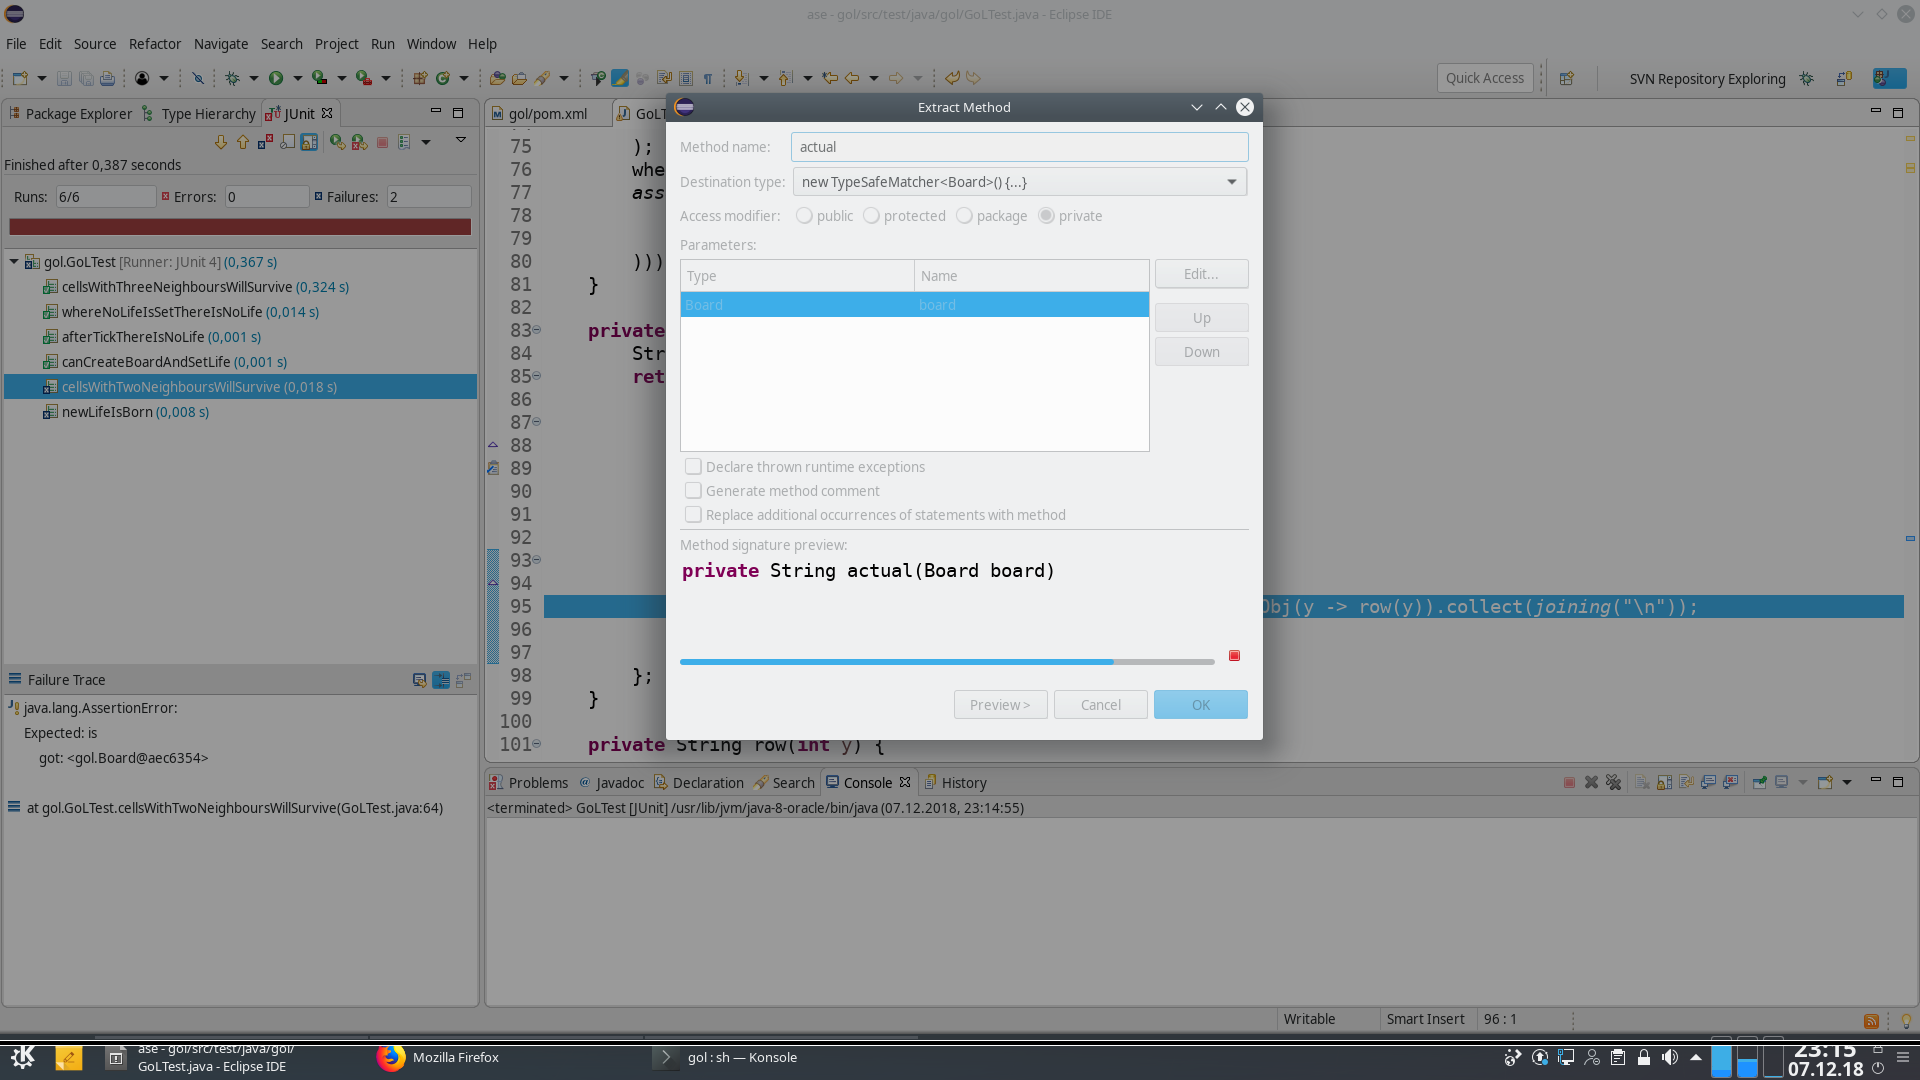 ase - gol/src/test/java/gol/GoLTest.java - Eclipse IDE
File Edit Source Refactor Navigate Search Project Run Window Help
Quick Access
SVN Repository Exploring
Package Explorer Type Hierarchy JUnit
Finished after 0,387 seconds
Runs: 6/6 Errors: 0 Failures: 2
gol.GoLTest [Runner: JUnit 4] (0,367 s)
cellsWithThreeNeighboursWillSurvive (0,324 s)
whereNoLifeIsSetThereIsNoLife (0,014 s)
afterTickThereIsNoLife (0,001 s)
canCreateBoardAndSetLife (0,001 s)
cellsWithTwoNeighboursWillSurvive (0,018 s)
newLifeIsBorn (0,008 s)
Failure Trace
java.lang.AssertionError:
Expected: is
got: <gol.Board@aec6354>
at gol.GoLTest.cellsWithTwoNeighboursWillSurvive(GoLTest.java:64)
gol/pom.xml GoLT
75 );
76 whe
77 ass
78
79
80 )))
81 }
82
83 private
84 Str
85 ret
86
87
88
89
90
91
92
93
94
95 Obj(y -> row(y)).collect(joining("\n"));
96
97
98 };
99 }
100
101 private String row(int y) {
Extract Method
Method name: actual
Destination type: new TypeSafeMatcher<Board>() {...}
Access modifier: public protected package private
Parameters:
Type Name
Board board
Edit...
Up
Down
Declare thrown runtime exceptions
Generate method comment
Replace additional occurrences of statements with method
Method signature preview:
private String actual(Board board)
Preview > Cancel OK
Problems Javadoc Declaration Search Console History
<terminated> GoLTest [JUnit] /usr/lib/jvm/java-8-oracle/bin/java (07.12.2018, 23:14:55)
Writable Smart Insert 96 : 1
ase - gol/src/test/java/gol/
GoLTest.java - Eclipse IDE
Mozilla Firefox
gol : sh — Konsole
23:15
07.12.18